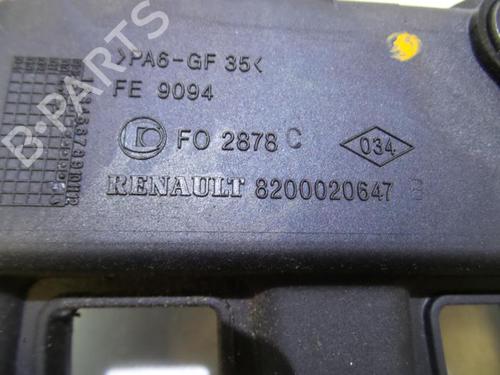 >PA6-GF 35<
FE 9094
FO 2878 C
034
RENAULT 8200020647 B
B-PARTS